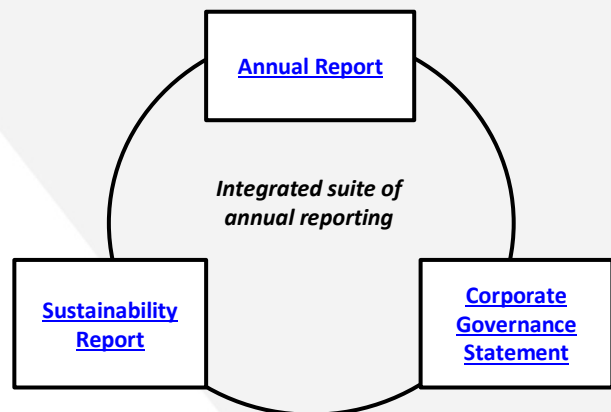 Annual Report
Integrated suite of
annual reporting
Sustainability
Report
Corporate
Governance
Statement